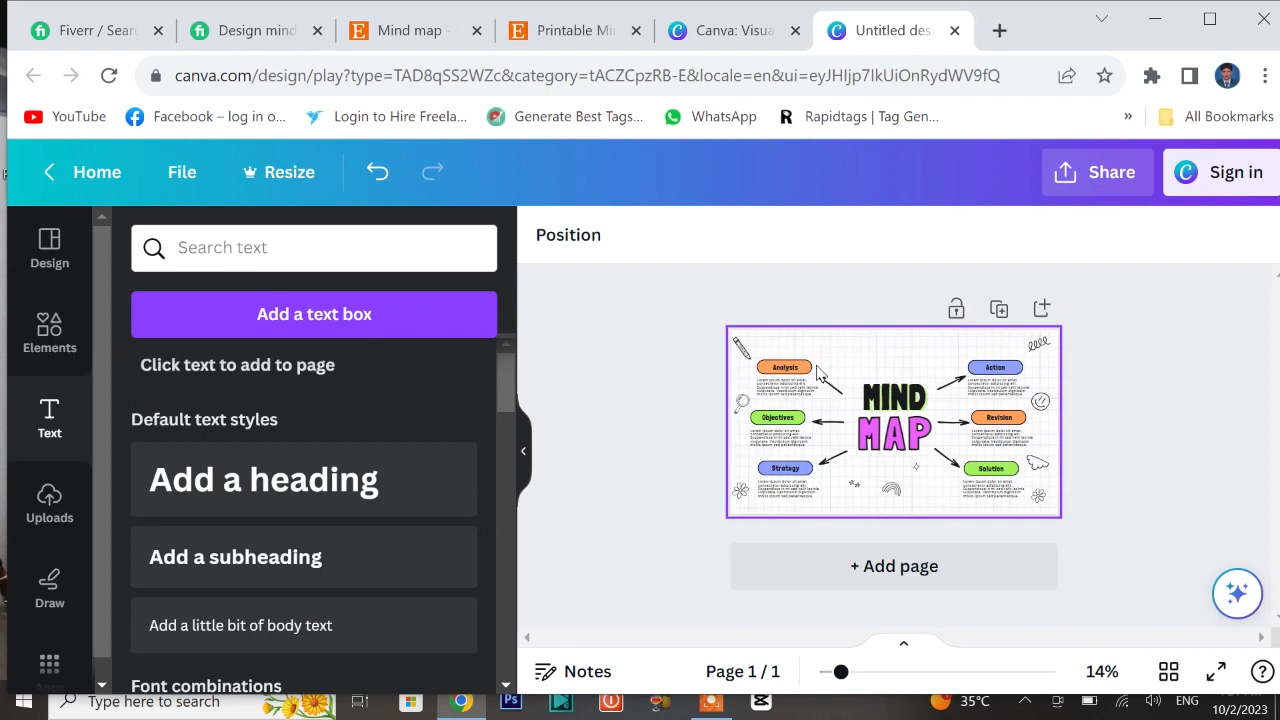 Fiverr / Sear
Design mind
Mind map -
Printable Mi
Canva: Visua
Untitled des
canva.com/design/play?type=TAD8qSS2WZc&category=tACZCpzRB-E&locale=en&ui=eyJHIjp7IkUiOnRydWV9fQ
YouTube
Facebook – log in o...
Login to Hire Freela...
Generate Best Tags...
WhatsApp
R Rapidtags | Tag Gen...
»
All Bookmarks
Home
File
Resize
Share
Sign in
Design
Elements
Text
Uploads
Draw
Apps
Search text
Add a text box
Click text to add to page
Default text styles
Add a heading
Add a subheading
Add a little bit of body text
Font combinations
Position
MIND
MAP
Analysis
Objectives
Strategy
Action
Revision
Solution
+ Add page
Notes
Page 1 / 1
14%
Type here to search
35°C
ENG
10/2/2023